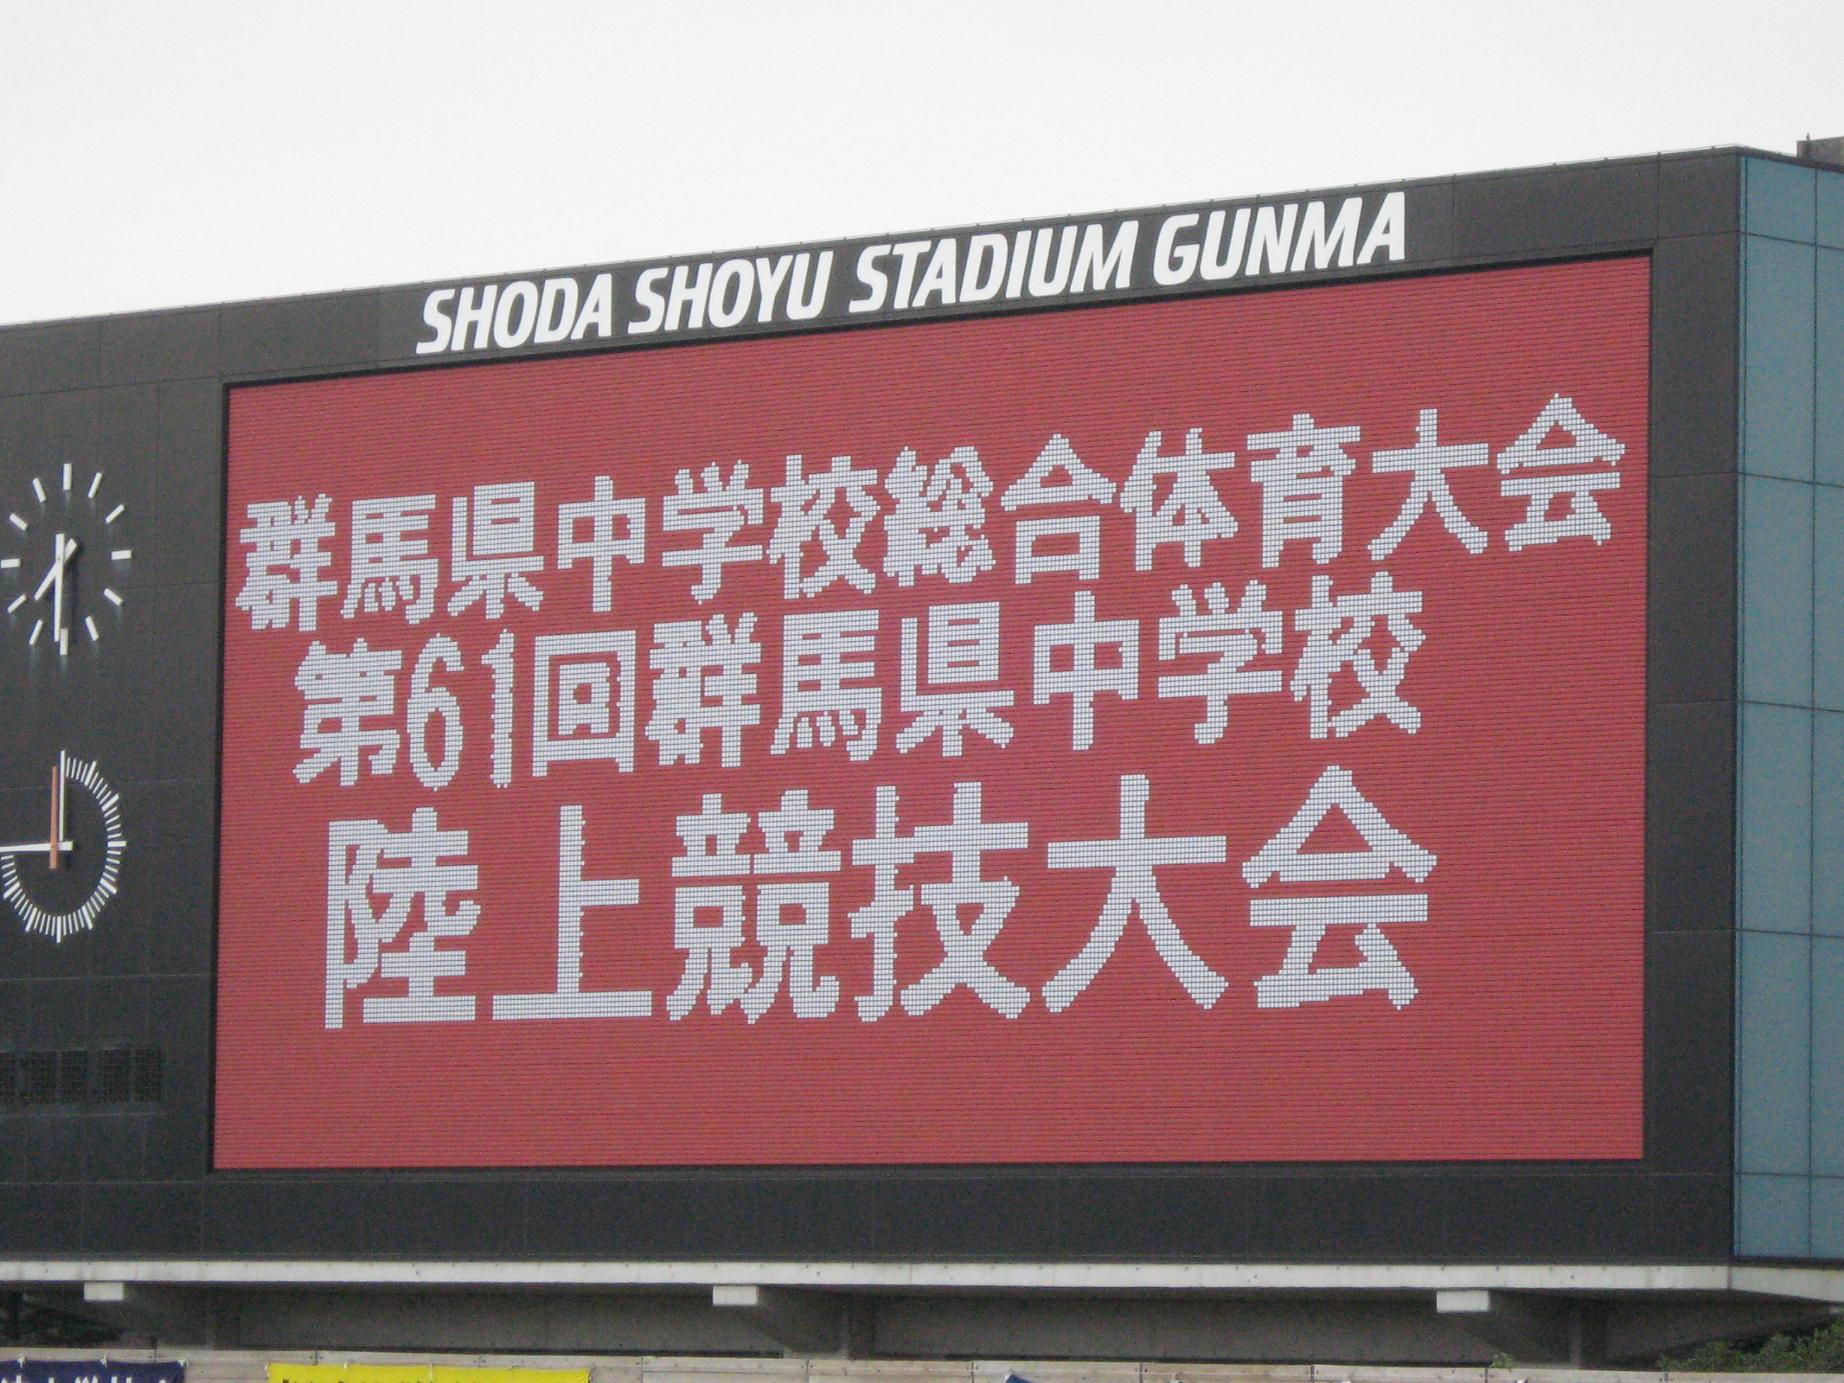 SHODA SHOYU STADIUM GUNMA
群馬県中学校総合体育大会
第61回群馬県中学校
陸上競技大会